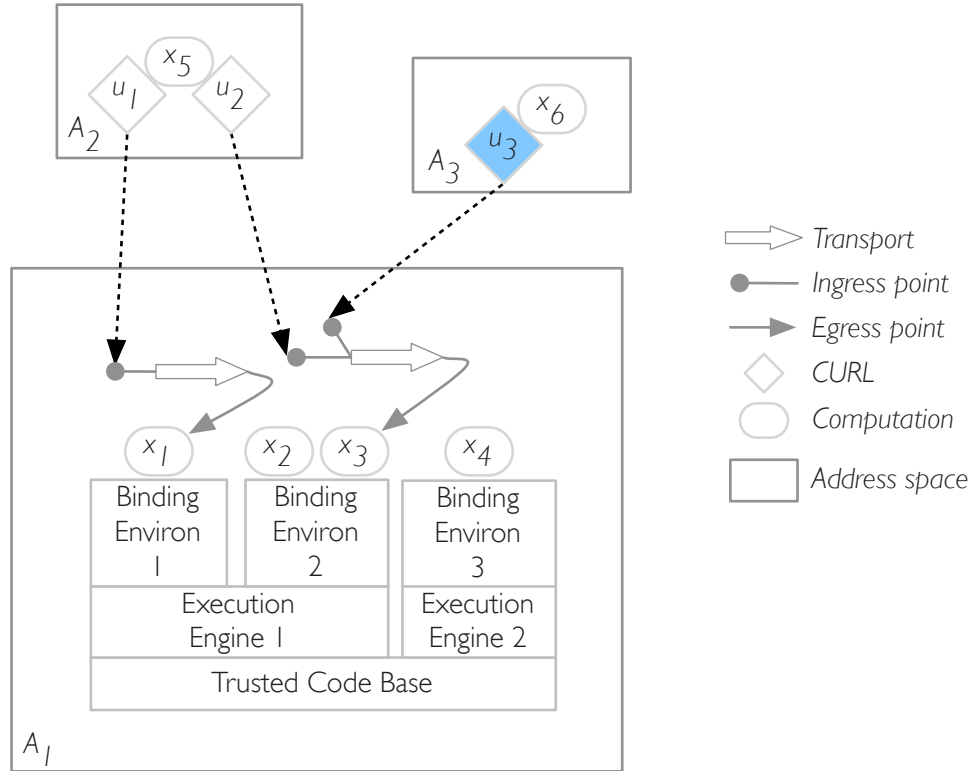 x5
u1
u2
A2
x6
u3
A3
Transport
Ingress point
Egress point
CURL
Computation
Address space
x1
x2
x3
x4
Binding
Environ
1
Binding
Environ
2
Binding
Environ
3
Execution
Engine 1
Execution
Engine 2
Trusted Code Base
A1